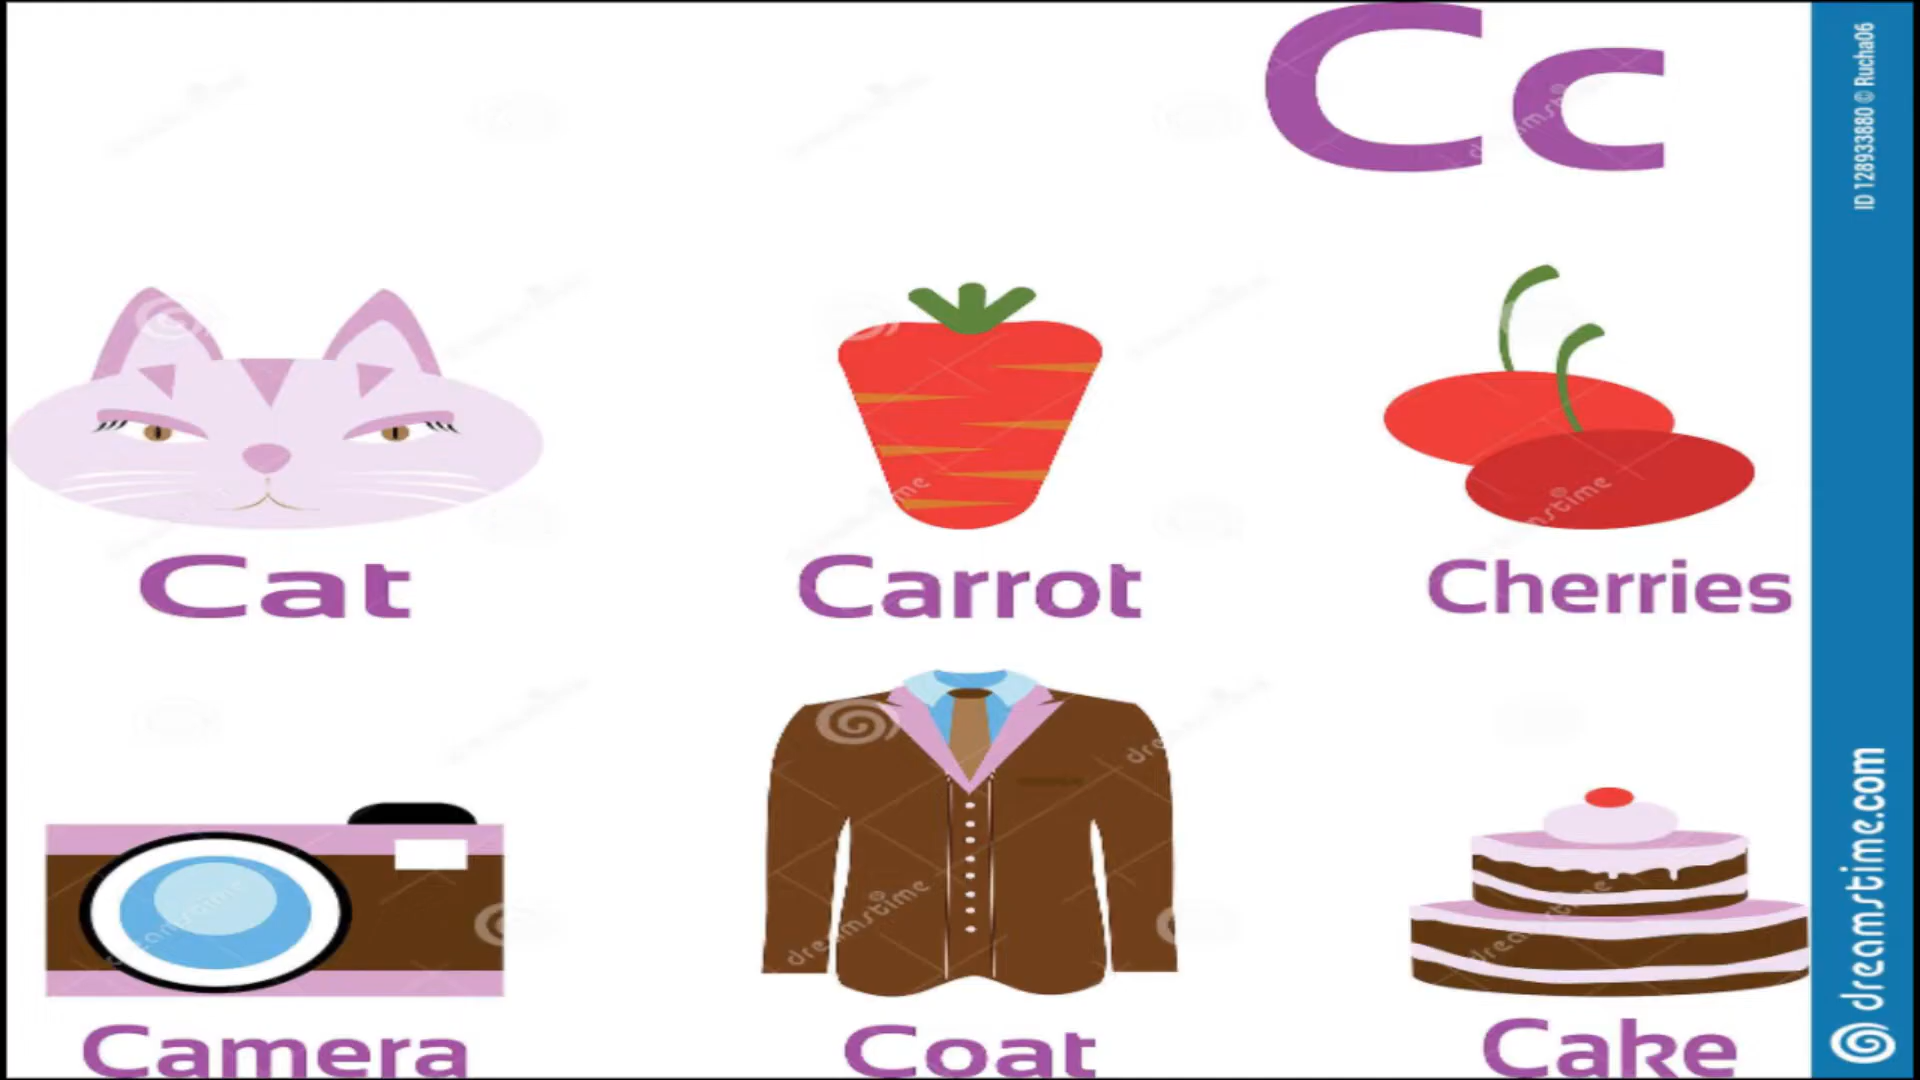 Cc
Cat
Carrot
Cherries
Camera
Coat
Cake
ID 128933880 © Rucha06
dreamstime.com